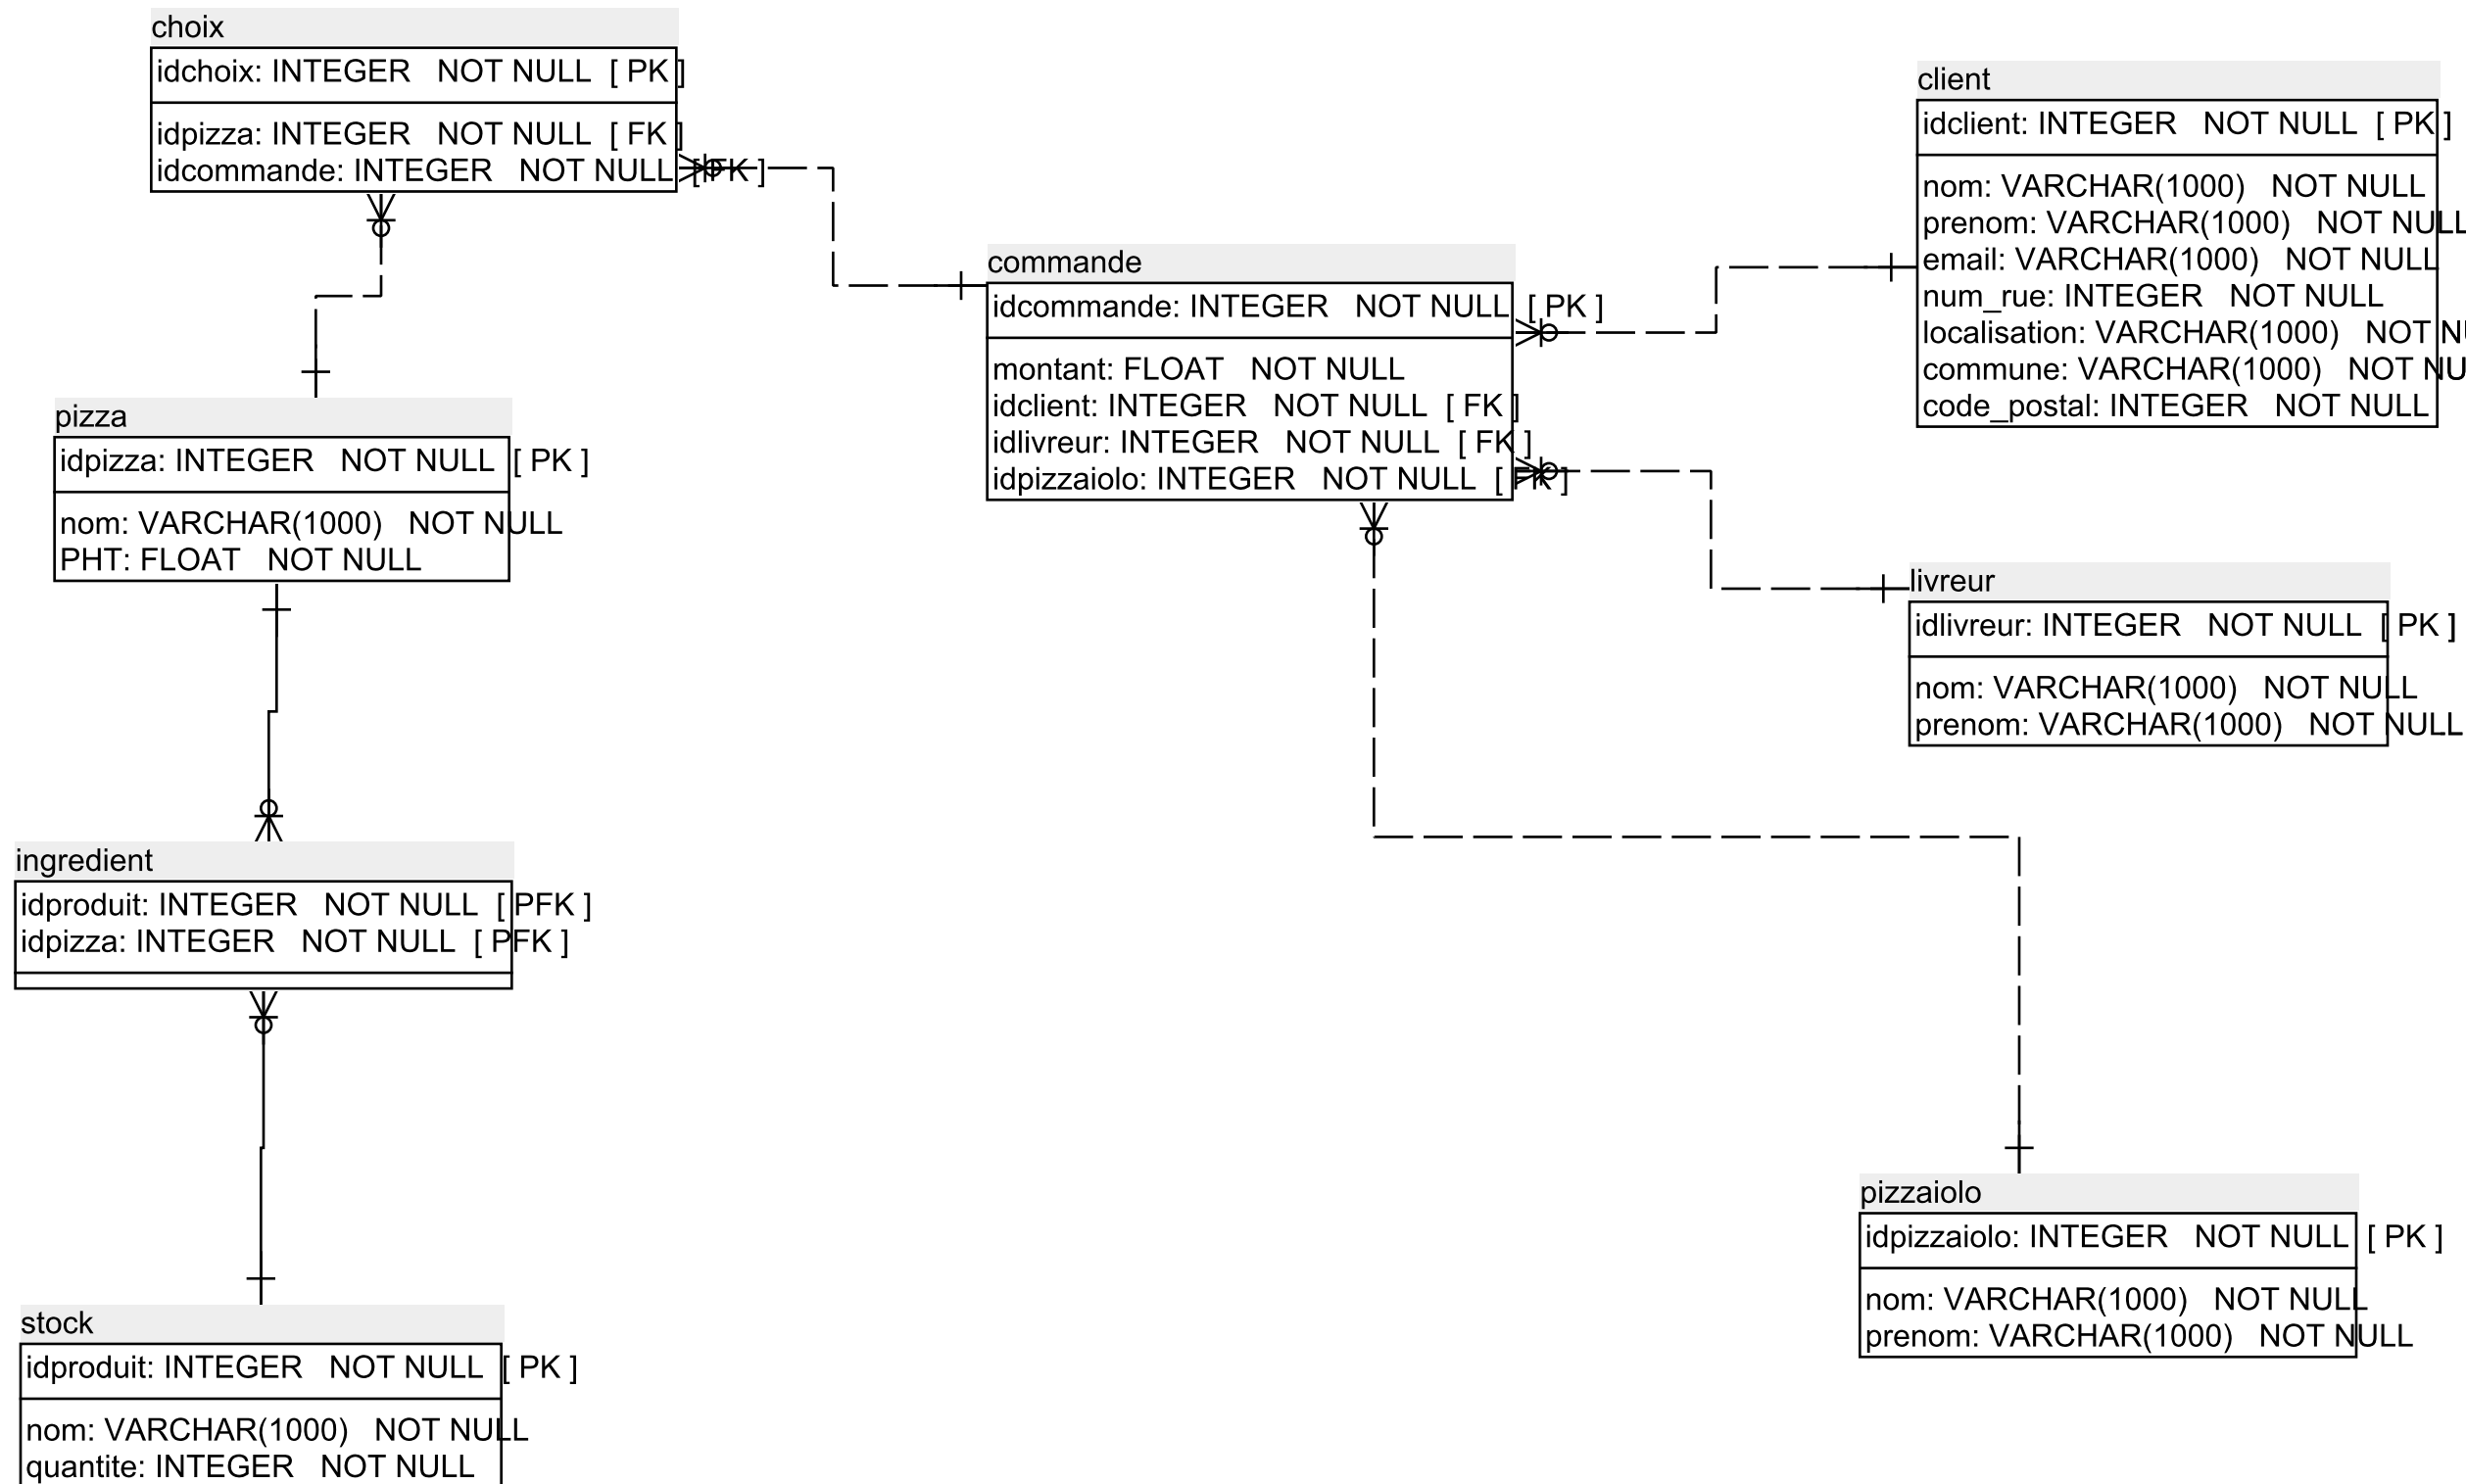 choix
idchoix: INTEGER NOT NULL [ PK ]
idpizza: INTEGER NOT NULL [ FK ]
idcommande: INTEGER NOT NULL [ FK ]
client
idclient: INTEGER NOT NULL [ PK ]
nom: VARCHAR(1000) NOT NULL
prenom: VARCHAR(1000) NOT NULL
email: VARCHAR(1000) NOT NULL
num_rue: INTEGER NOT NULL
localisation: VARCHAR(1000) NOT NU
commune: VARCHAR(1000) NOT NU
code_postal: INTEGER NOT NULL
commande
idcommande: INTEGER NOT NULL [ PK ]
montant: FLOAT NOT NULL
idclient: INTEGER NOT NULL [ FK ]
idlivreur: INTEGER NOT NULL [ FK ]
idpizzaiolo: INTEGER NOT NULL [ FK ]
pizza
idpizza: INTEGER NOT NULL [ PK ]
nom: VARCHAR(1000) NOT NULL
PHT: FLOAT NOT NULL
livreur
idlivreur: INTEGER NOT NULL [ PK ]
nom: VARCHAR(1000) NOT NULL
prenom: VARCHAR(1000) NOT NULL
ingredient
idproduit: INTEGER NOT NULL [ PFK ]
idpizza: INTEGER NOT NULL [ PFK ]
pizzaiolo
idpizzaiolo: INTEGER NOT NULL [ PK ]
nom: VARCHAR(1000) NOT NULL
prenom: VARCHAR(1000) NOT NULL
stock
idproduit: INTEGER NOT NULL [ PK ]
nom: VARCHAR(1000) NOT NULL
quantite: INTEGER NOT NULL